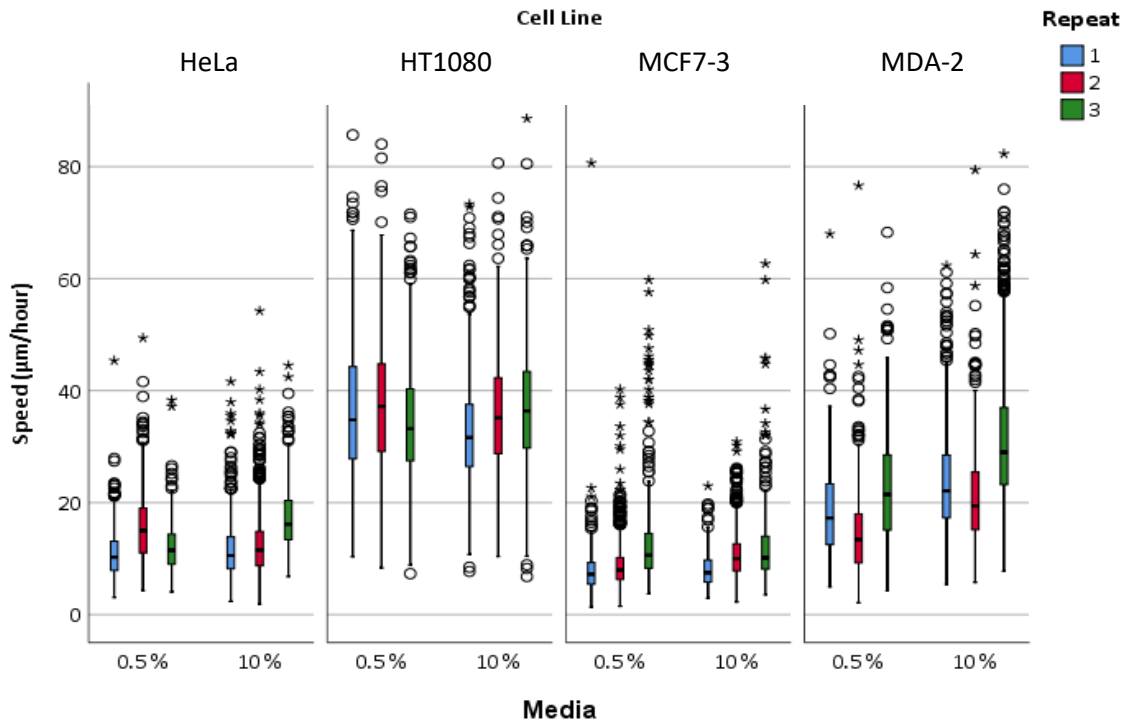 Cell Line
Repeat
HeLa HT1080 MCF7-3 MDA-2
1
2
3
80
60
40
20
0
Speed (μm/hour)
0.5% 10% 0.5% 10% 0.5% 10% 0.5% 10%
Media